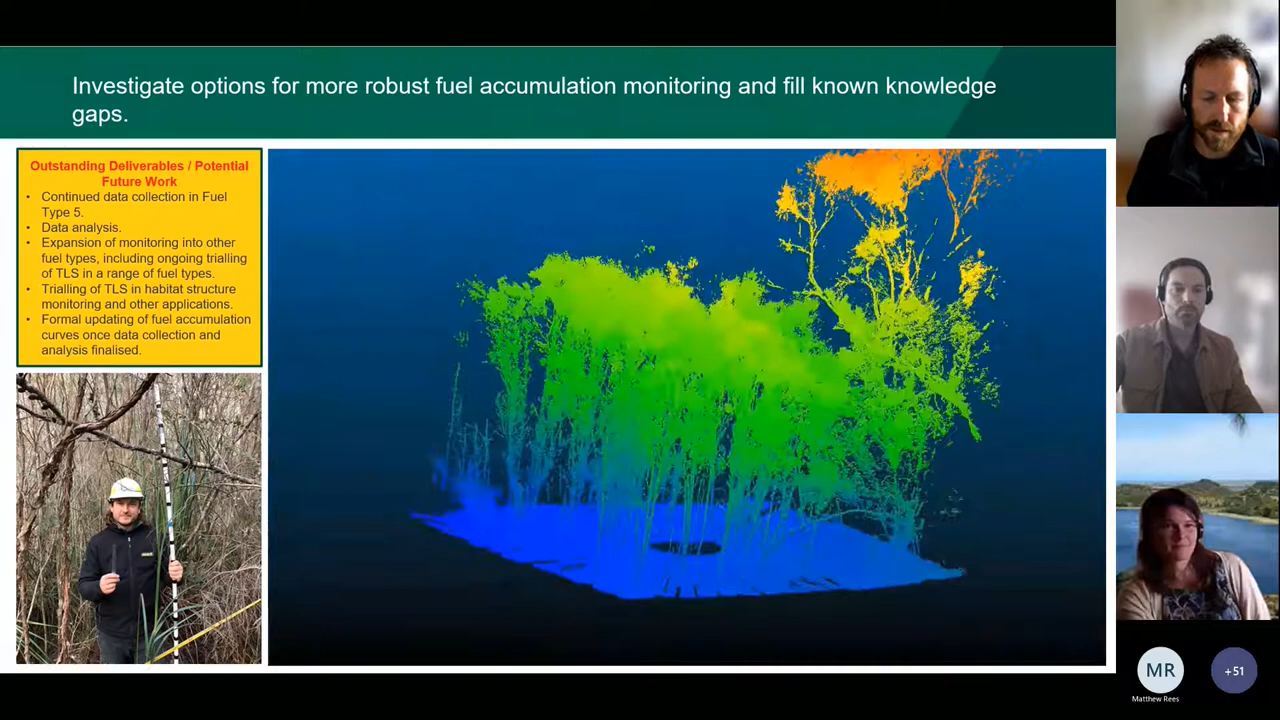 Investigate options for more robust fuel accumulation monitoring and fill known knowledge
gaps.
Outstanding Deliverables / Potential
Future Work
• Continued data collection in Fuel
Type 5.
• Data analysis.
• Expansion of monitoring into other
fuel types, including ongoing trialling
of TLS in a range of fuel types.
• Trialling of TLS in habitat structure
monitoring and other applications.
• Formal updating of fuel accumulation
curves once data collection and
analysis finalised.
MR
+51
Matthew Rees